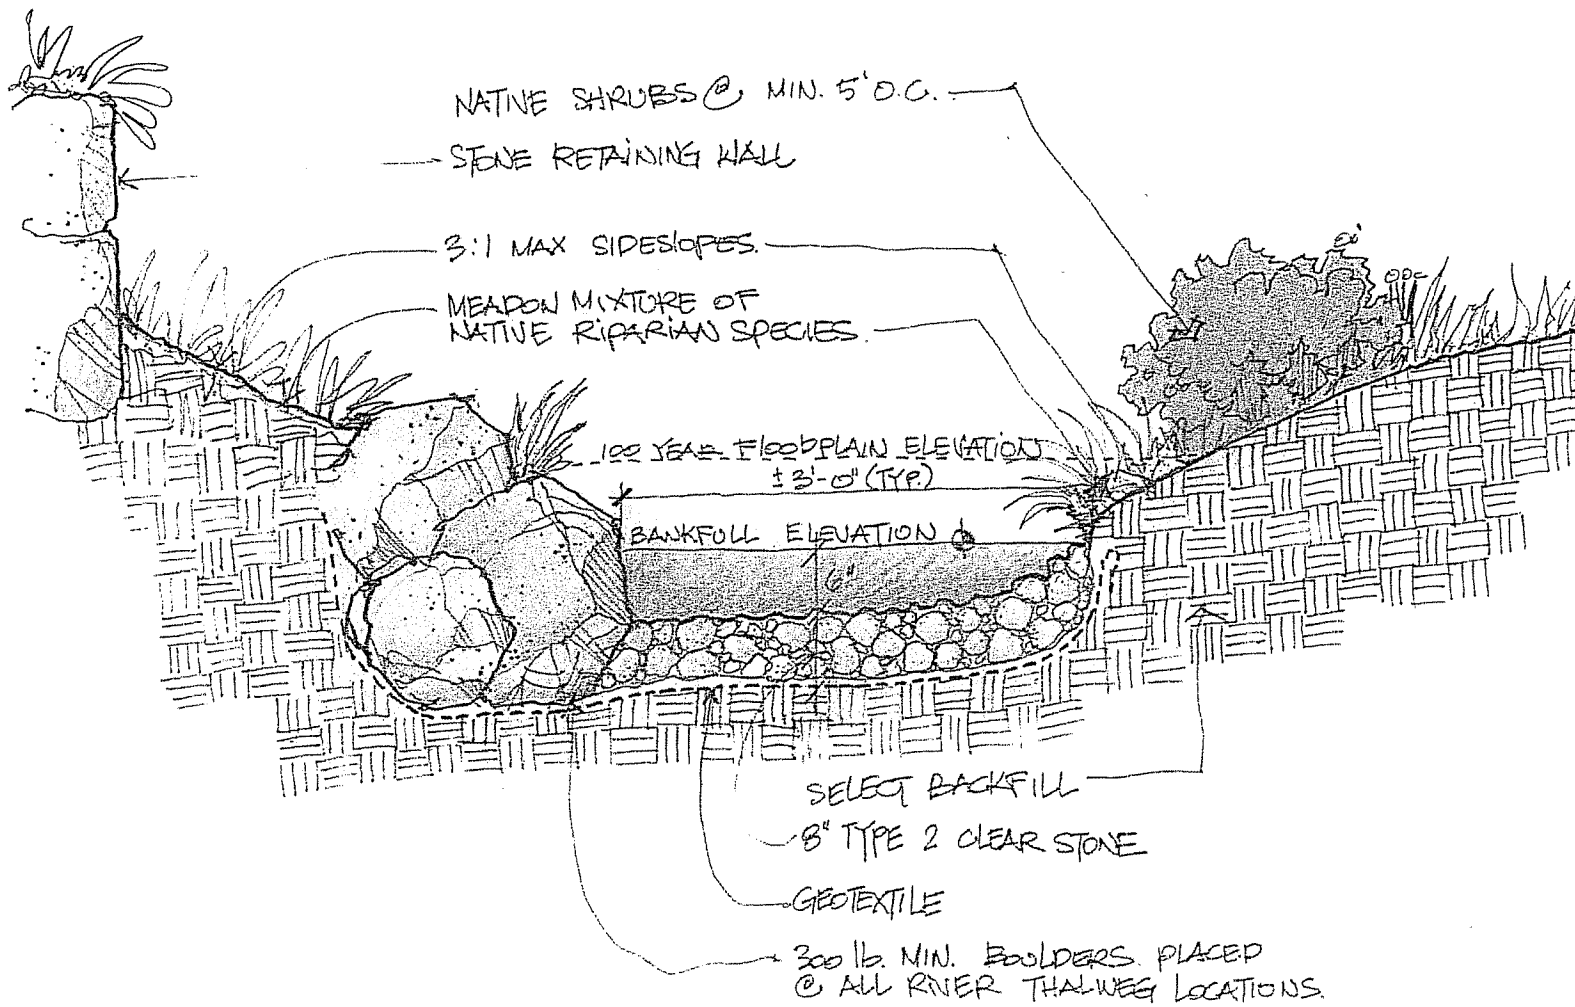 NATIVE SHRUBS @ MIN. 5' O.C.
STONE RETAINING WALL
3:1 MAX SIDESLOPES.
MEADOW MIXTURE OF
NATIVE RIPARIAN SPECIES.
100 YEAR FLOODPLAIN ELEVATION
± 3'-0" (TYP.)
BANKFULL ELEVATION
6"
SELECT BACKFILL
8" TYPE 2 CLEAR STONE
GEOTEXTILE
300 lb. MIN. BOULDERS PLACED
@ ALL RIVER THALWEG LOCATIONS.